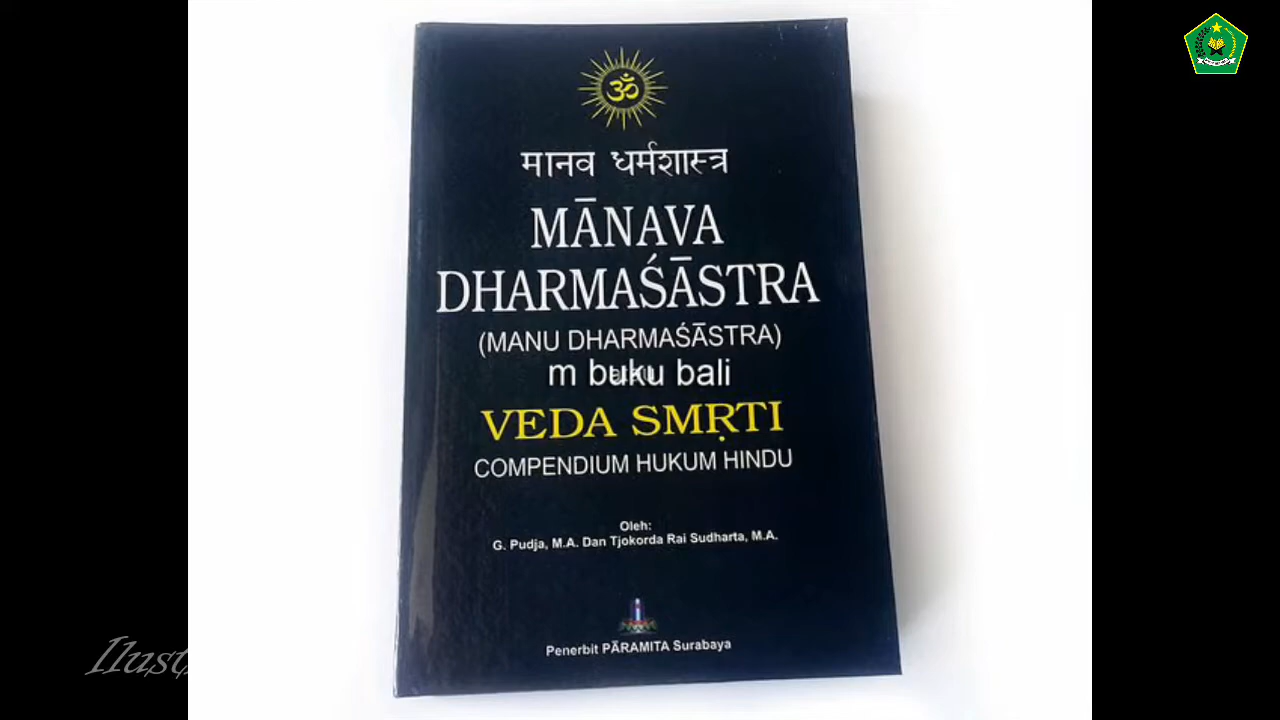 ॐ
मानव धर्मशास्त्र
MĀNAVA
DHARMAŚĀSTRA
(MANU DHARMAŚĀSTRA)
m buku bali
VEDA SMṚTI
COMPENDIUM HUKUM HINDU
Oleh:
G. Pudja, M.A. Dan Tjokorda Rai Sudharta, M.A.
Penerbit PĀRAMITA Surabaya